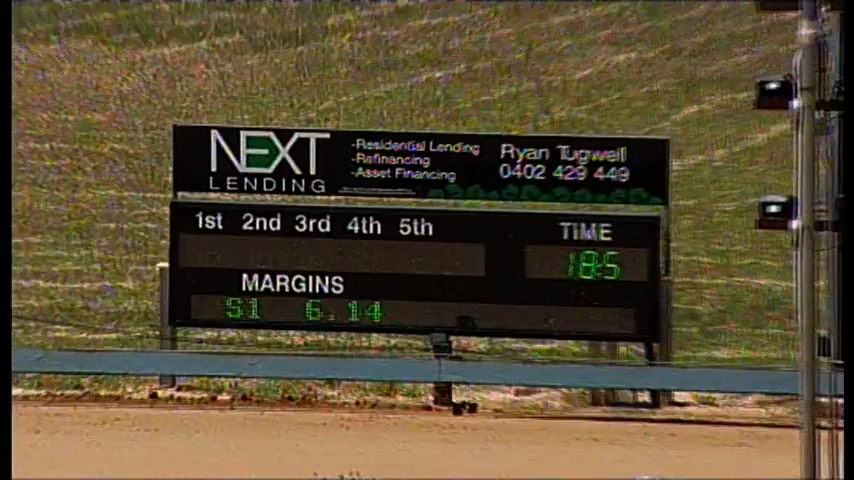 NEXT
LENDING
-Residential Lending
-Refinancing
-Asset Financing
Ryan Tugwell
0402 429 449
1st 2nd 3rd 4th 5th
TIME
18:5
MARGINS
S1 6.14